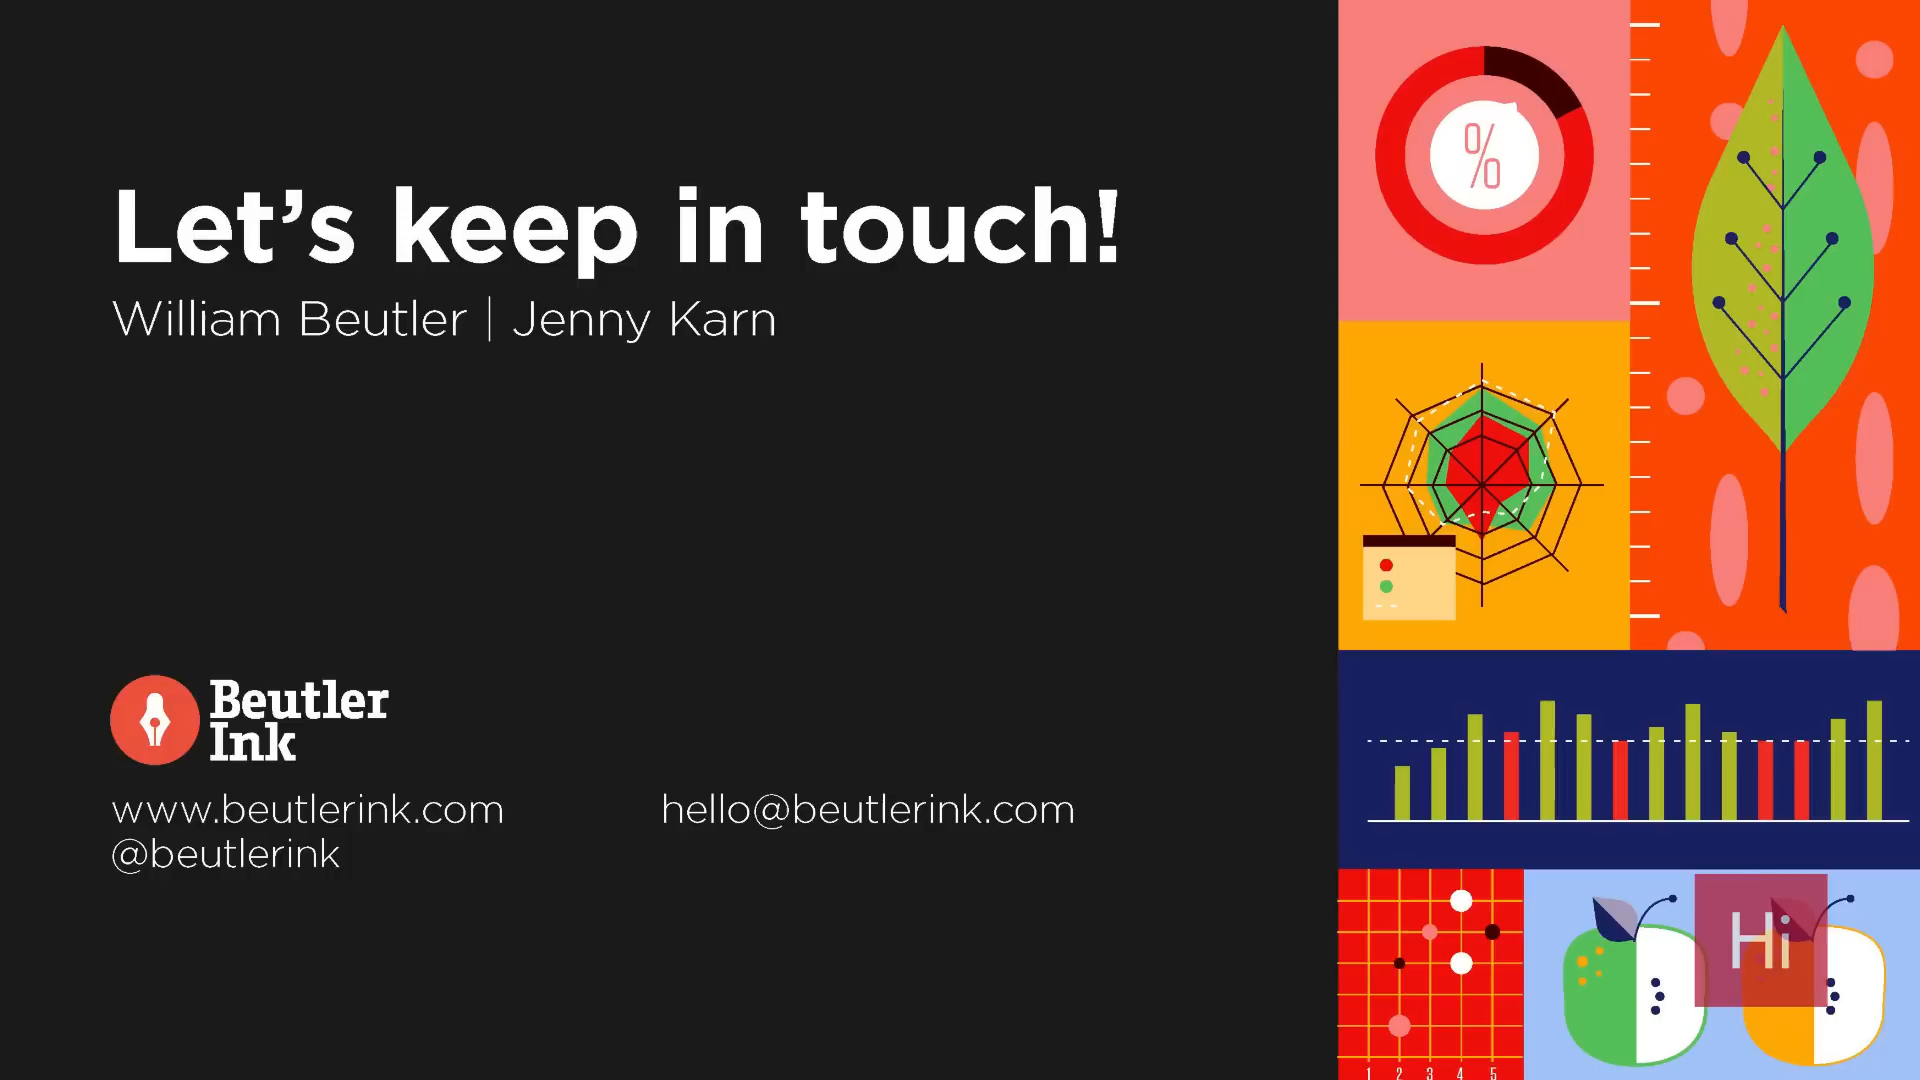 Let’s keep in touch!
William Beutler | Jenny Karn
Beutler
Ink
www.beutlerink.com
@beutlerink
hello@beutlerink.com
%
Hi
1 2 3 4 5